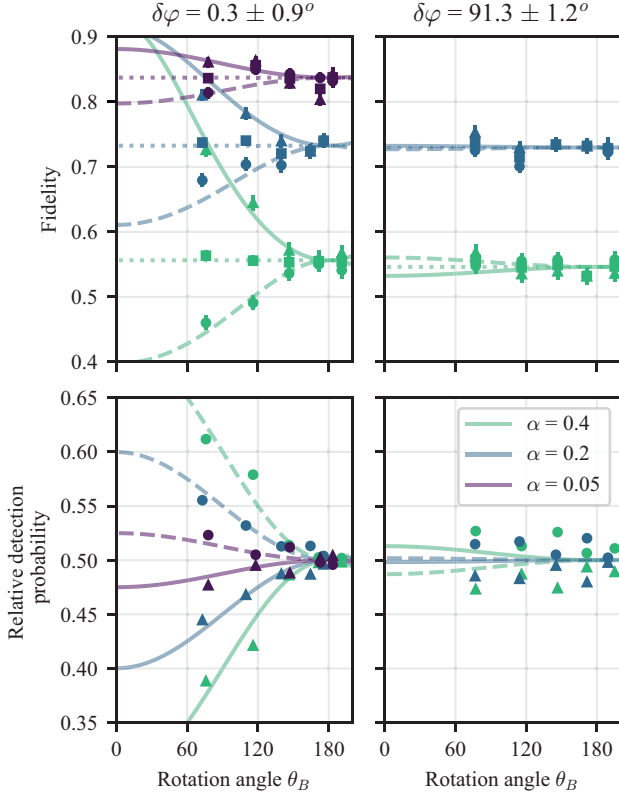 δφ = 0.3 ± 0.9°
δφ = 91.3 ± 1.2°
Fidelity
0.9
0.8
0.7
0.6
0.5
0.4
Relative detection
probability
0.65
0.60
0.55
0.50
0.45
0.40
0.35
α = 0.4
α = 0.2
α = 0.05
0 60 120 180
0 60 120 180
Rotation angle θ_B
Rotation angle θ_B